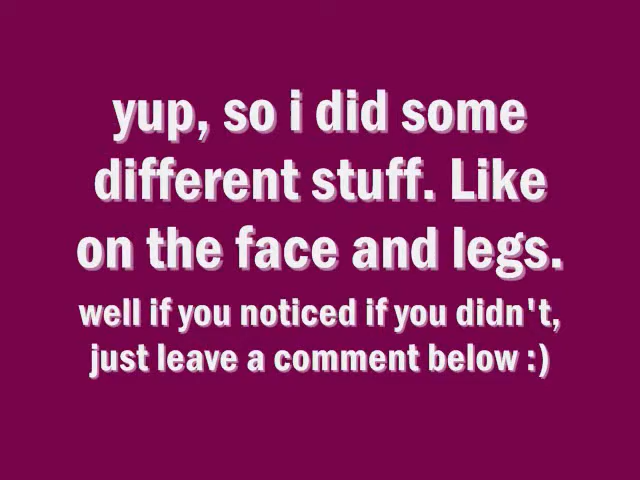 yup, so i did some
different stuff. Like
on the face and legs.
well if you noticed if you didn't,
just leave a comment below :)